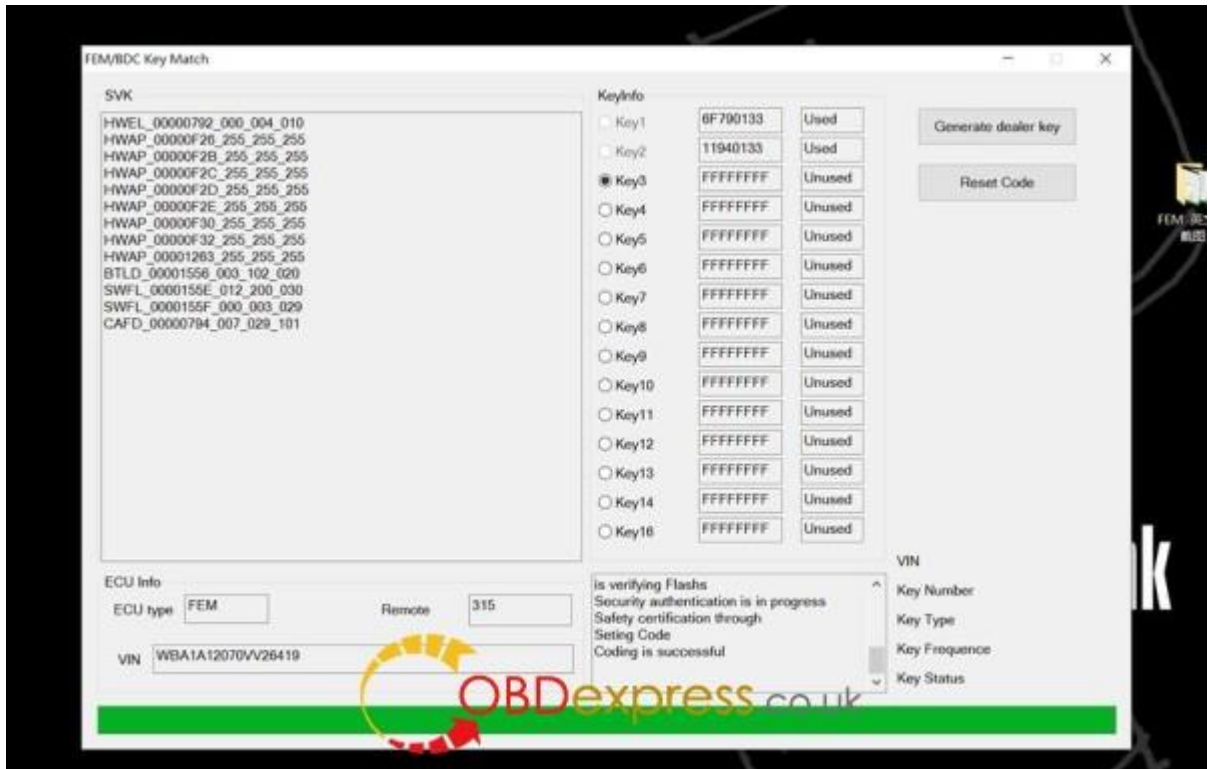 FEM/BDC Key Match
SVK
HWEL_00000792_000_004_010
HWAP_00000F26_255_255_255
HWAP_00000F2B_255_255_255
HWAP_00000F2C_255_255_255
HWAP_00000F2D_255_255_255
HWAP_00000F2E_255_255_255
HWAP_00000F30_255_255_255
HWAP_00000F32_255_255_255
HWAP_00001263_255_255_255
BTLD_00001556_003_102_020
SWFL_0000155E_012_200_030
SWFL_0000155F_000_003_029
CAFD_00000794_007_029_101
KeyInfo
Key1 6F790133 Used
Key2 11940133 Used
Key3 FFFFFFFF Unused
Key4 FFFFFFFF Unused
Key5 FFFFFFFF Unused
Key6 FFFFFFFF Unused
Key7 FFFFFFFF Unused
Key8 FFFFFFFF Unused
Key9 FFFFFFFF Unused
Key10 FFFFFFFF Unused
Key11 FFFFFFFF Unused
Key12 FFFFFFFF Unused
Key13 FFFFFFFF Unused
Key14 FFFFFFFF Unused
Key16 FFFFFFFF Unused
Generate dealer key
Reset Code
FEM
截图
ECU Info
ECU type FEM Remote 315
VIN WBA1A12070VV26419
is verifying Flashs
Security authentication is in progress
Safety certification through
Seting Code
Coding is successful
VIN
Key Number
Key Type
Key Frequence
Key Status
k
OBDexpress.co.uk